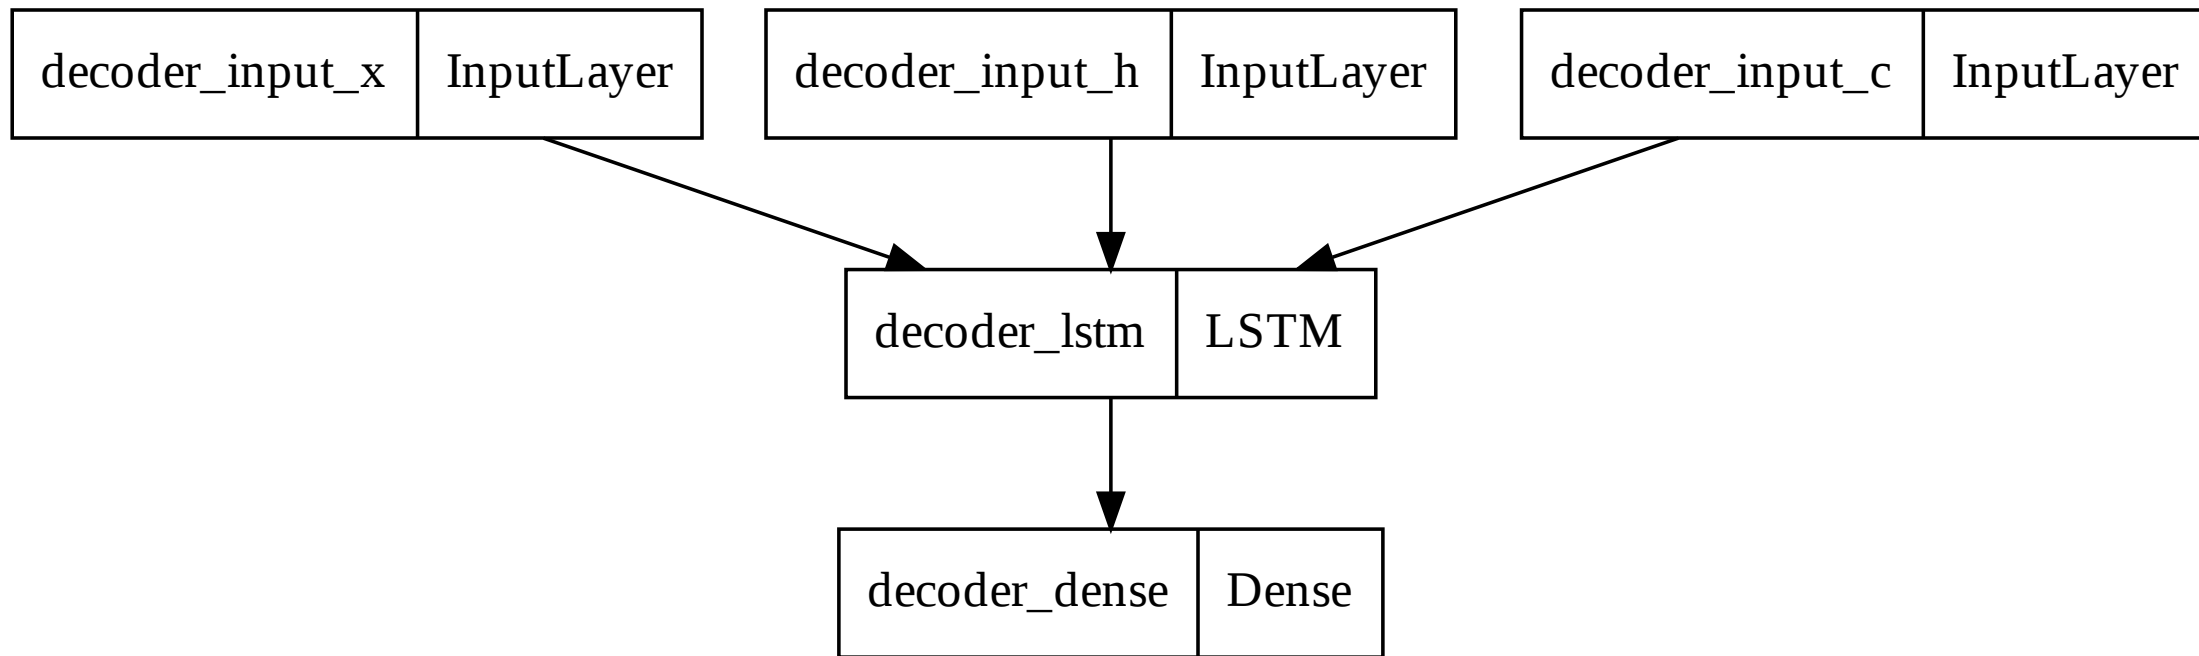 decoder_input_x InputLayer
decoder_input_h InputLayer
decoder_input_c InputLayer
decoder_lstm LSTM
decoder_dense Dense